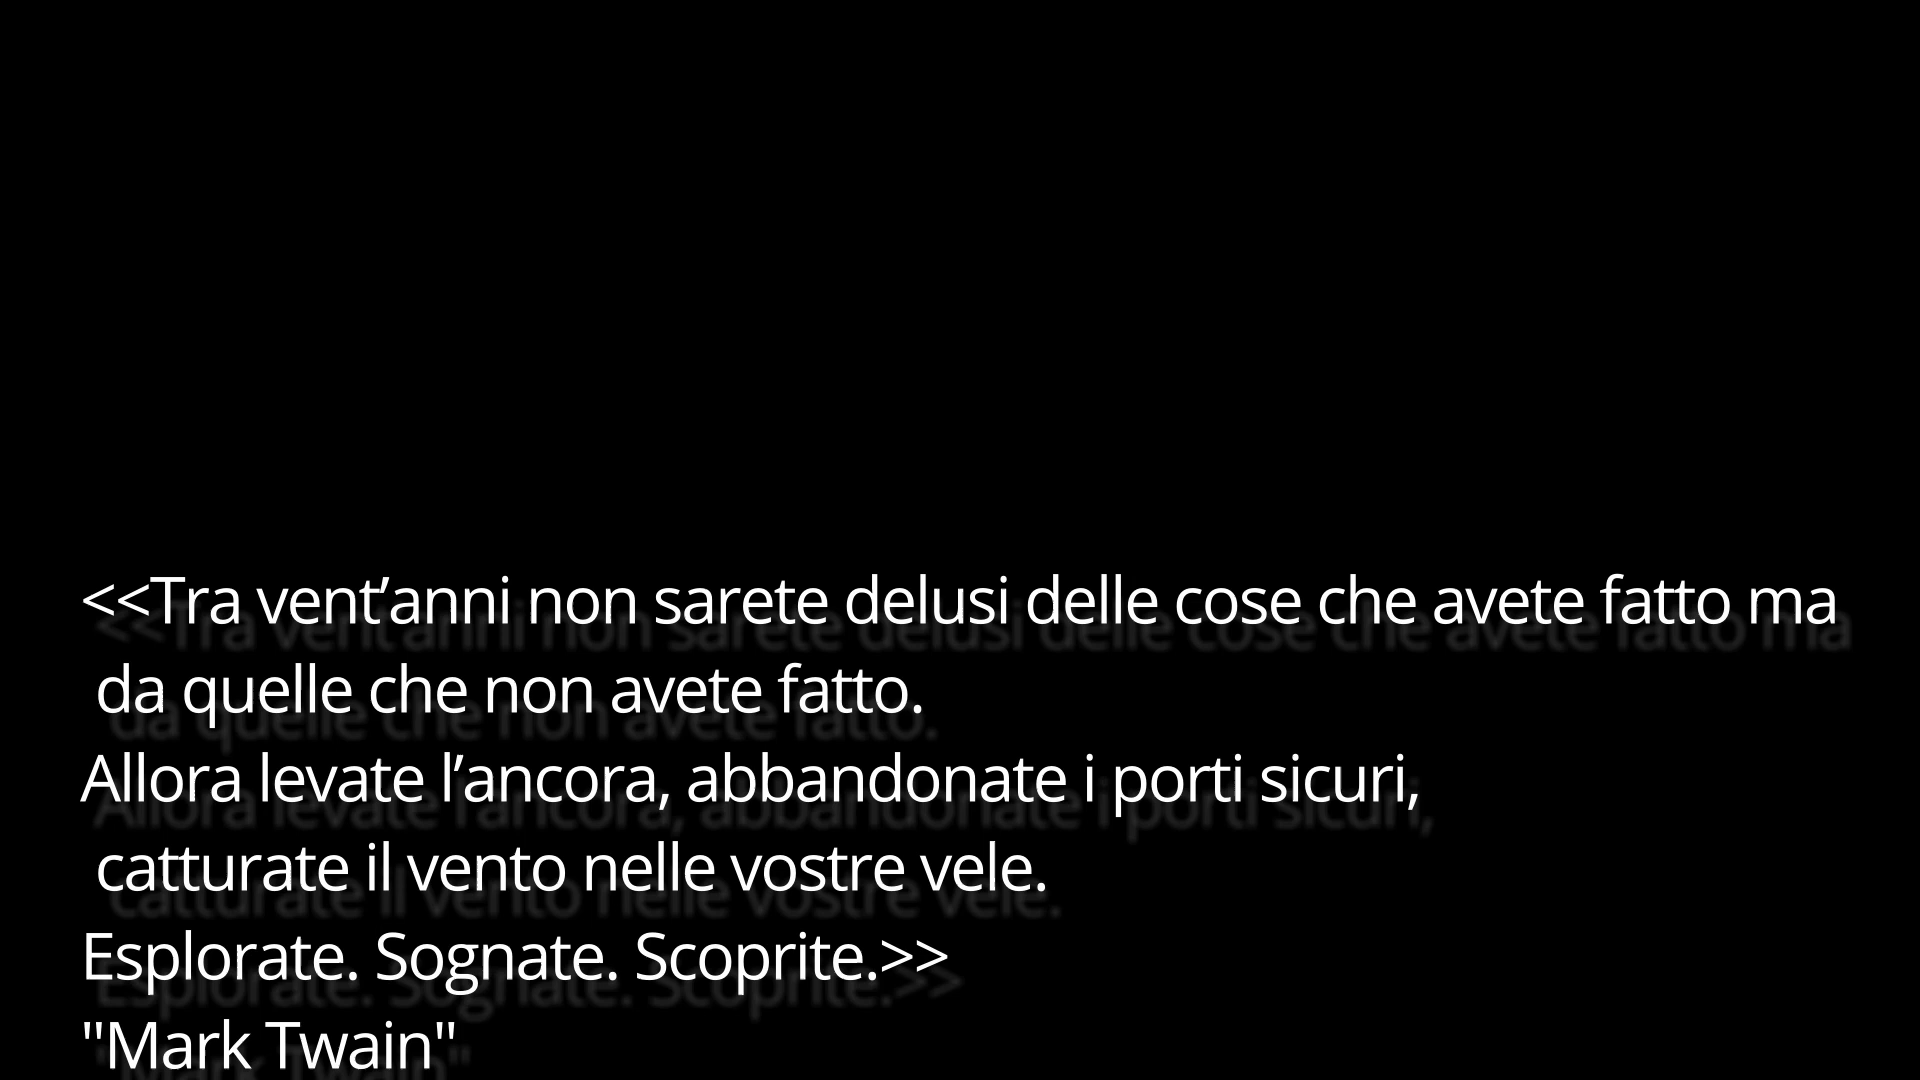 <<Tra vent’anni non sarete delusi delle cose che avete fatto ma
da quelle che non avete fatto.
Allora levate l’ancora, abbandonate i porti sicuri,
catturate il vento nelle vostre vele.
Esplorate. Sognate. Scoprite.>>
"Mark Twain"